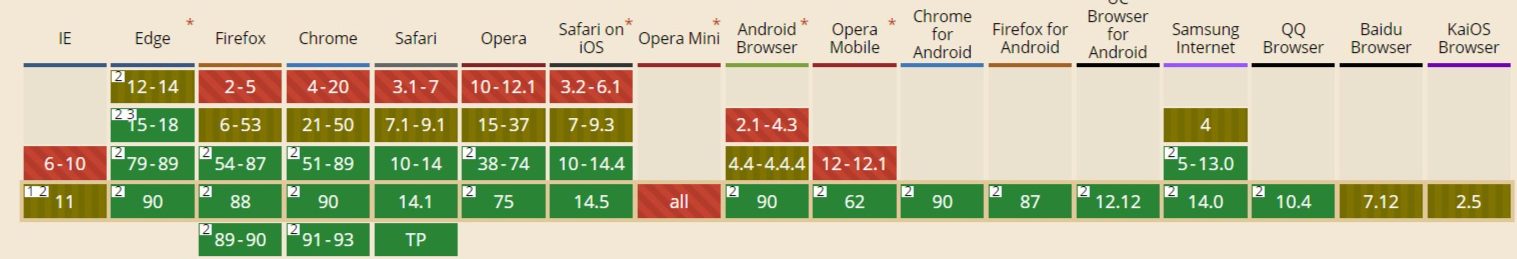 IE Edge * Firefox Chrome Safari Opera Safari on iOS * Opera Mini * Android Browser * Opera Mobile * Chrome for Android Firefox for Android UC Browser for Android Samsung Internet QQ Browser Baidu Browser KaiOS Browser
2 12-14 2-5 4-20 3.1-7 10-12.1 3.2-6.1
2 3 15-18 6-53 21-50 7.1-9.1 15-37 7-9.3 2.1-4.3 4
6-10 2 79-89 2 54-87 2 51-89 10-14 2 38-74 10-14.4 4.4-4.4.4 12-12.1 2 5-13.0
1 2 11 2 90 2 88 2 90 14.1 2 75 14.5 all 2 90 2 62 2 90 2 87 2 12.12 2 14.0 2 10.4 7.12 2.5
2 89-90 2 91-93 TP